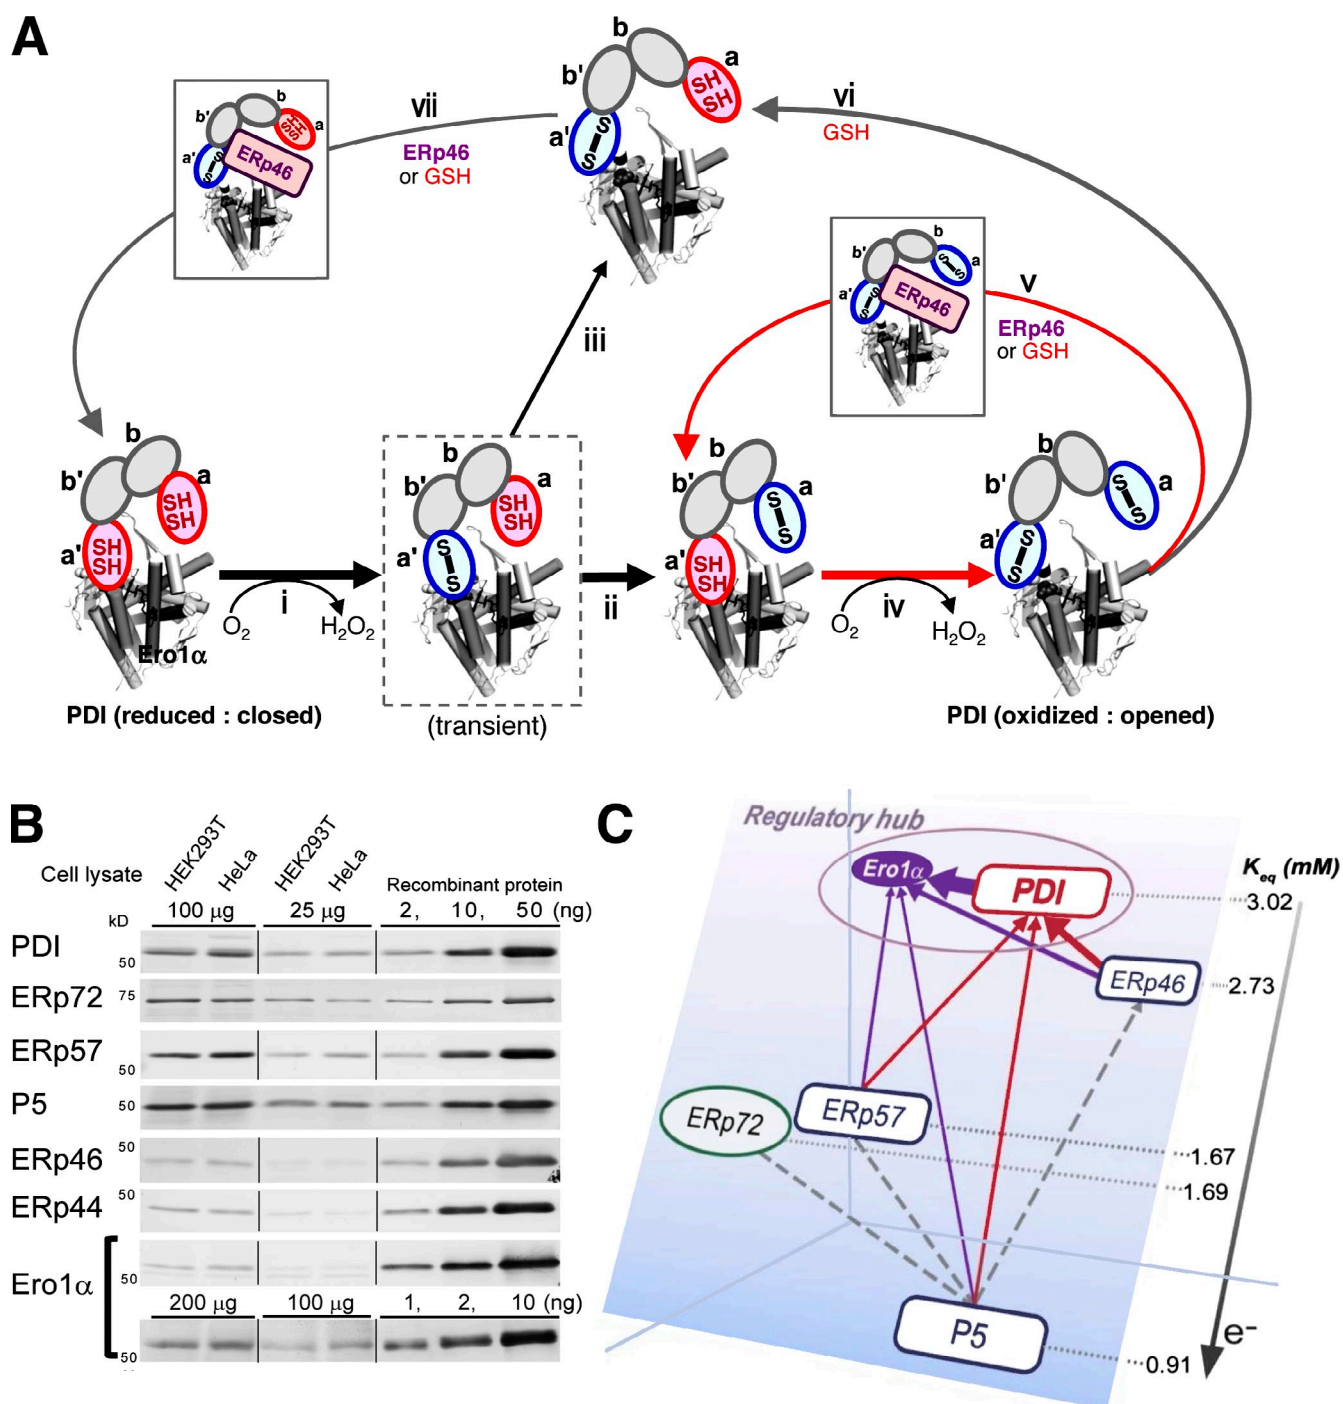 A
b
b'
a
SH
SH
a'
S
S
vii
ERp46
or GSH
vi
GSH
b
b'
a
SH
SH
a'
S
S
ERp46
iii
b
b'
a
S
S
a'
S
S
ERp46
v
ERp46
or GSH
b
b'
a
SH
SH
a'
SH
SH
Ero1α
i
O2
H2O2
PDI (reduced : closed)
b
b'
a
SH
SH
a'
S
S
(transient)
ii
b
b'
a
S
S
a'
SH
SH
iv
O2
H2O2
b
b'
a
S
S
a'
S
S
PDI (oxidized : opened)
B
Cell lysate
HEK293T
HeLa
HEK293T
HeLa
Recombinant protein
kD
100 μg
25 μg
2, 10, 50 (ng)
PDI
50
ERp72
75
ERp57
50
P5
50
ERp46
50
ERp44
50
Ero1α
50
200 μg
100 μg
1, 2, 10 (ng)
50
C
Regulatory hub
Ero1α
PDI
Keq (mM)
3.02
ERp46
2.73
ERp72
ERp57
1.67
1.69
P5
0.91
e-